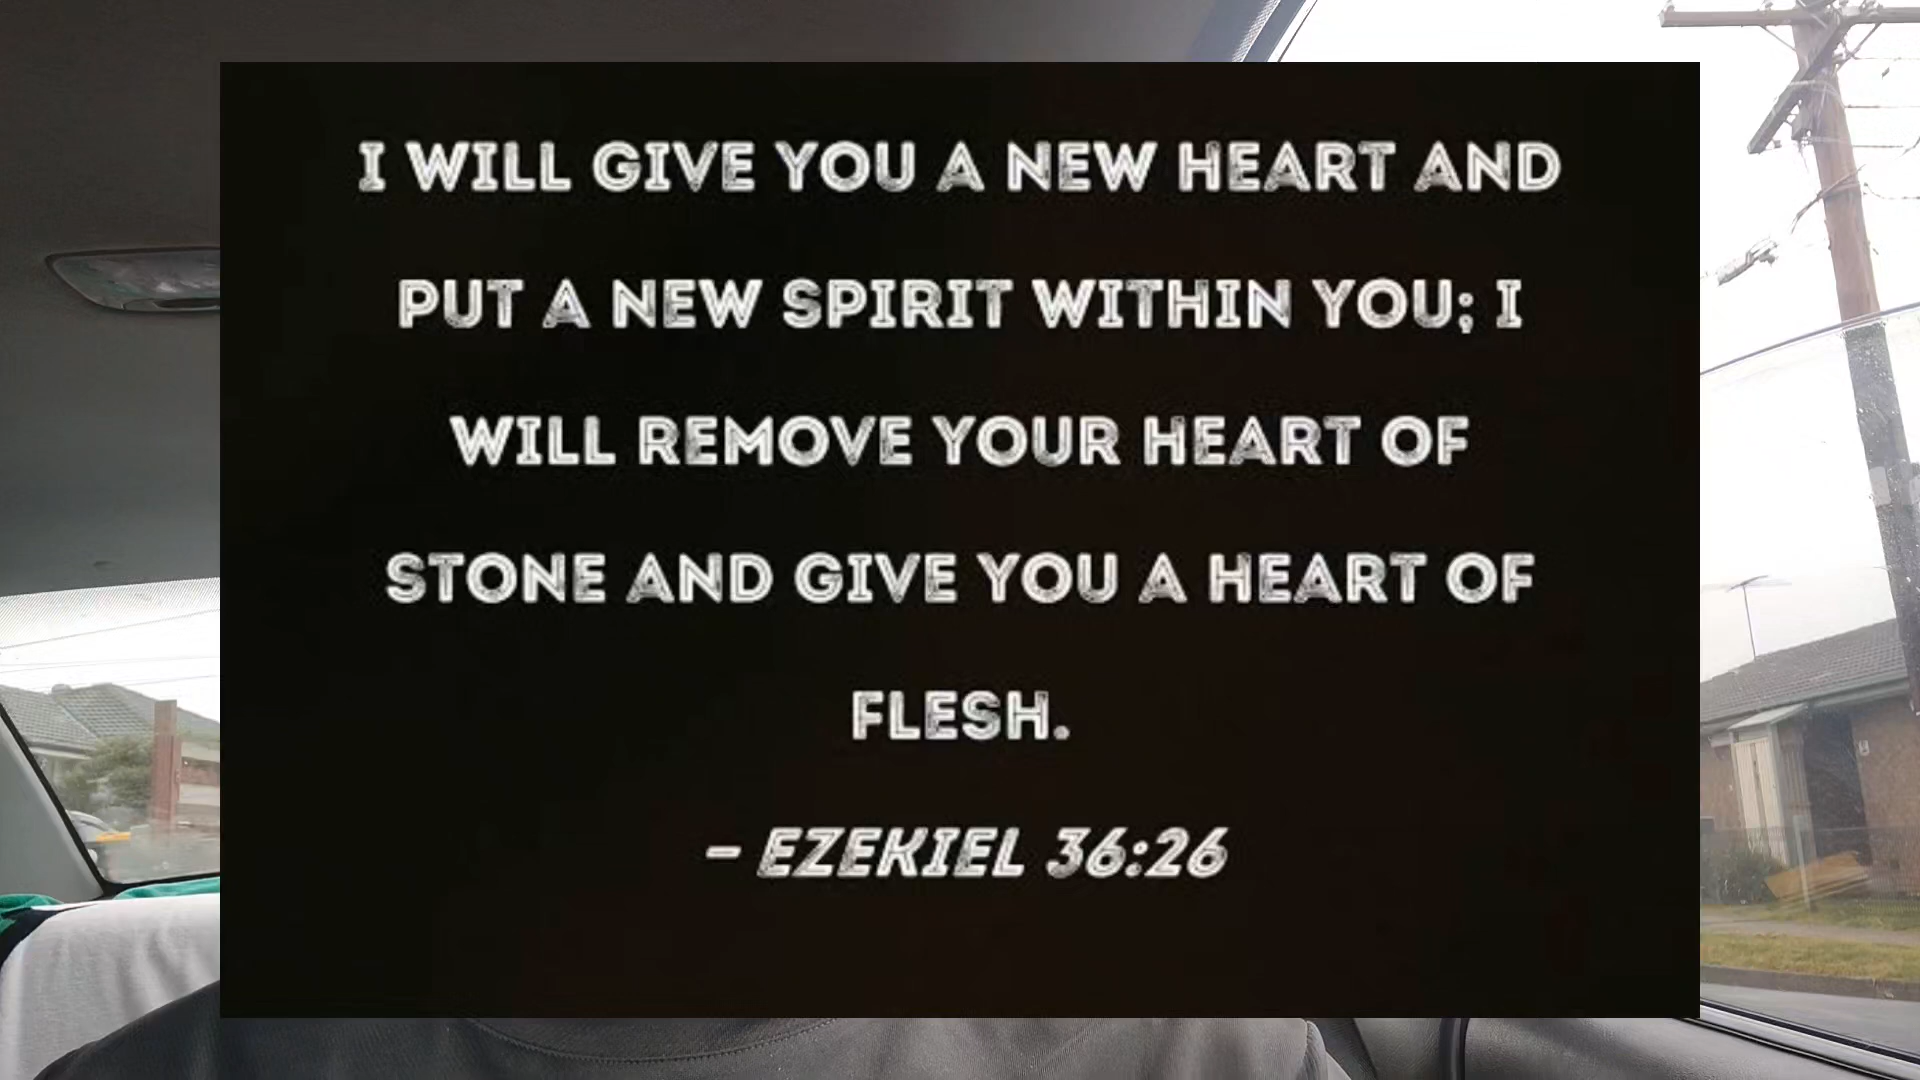 I WILL GIVE YOU A NEW HEART AND
PUT A NEW SPIRIT WITHIN YOU; I
WILL REMOVE YOUR HEART OF
STONE AND GIVE YOU A HEART OF
FLESH.
– EZEKIEL 36:26